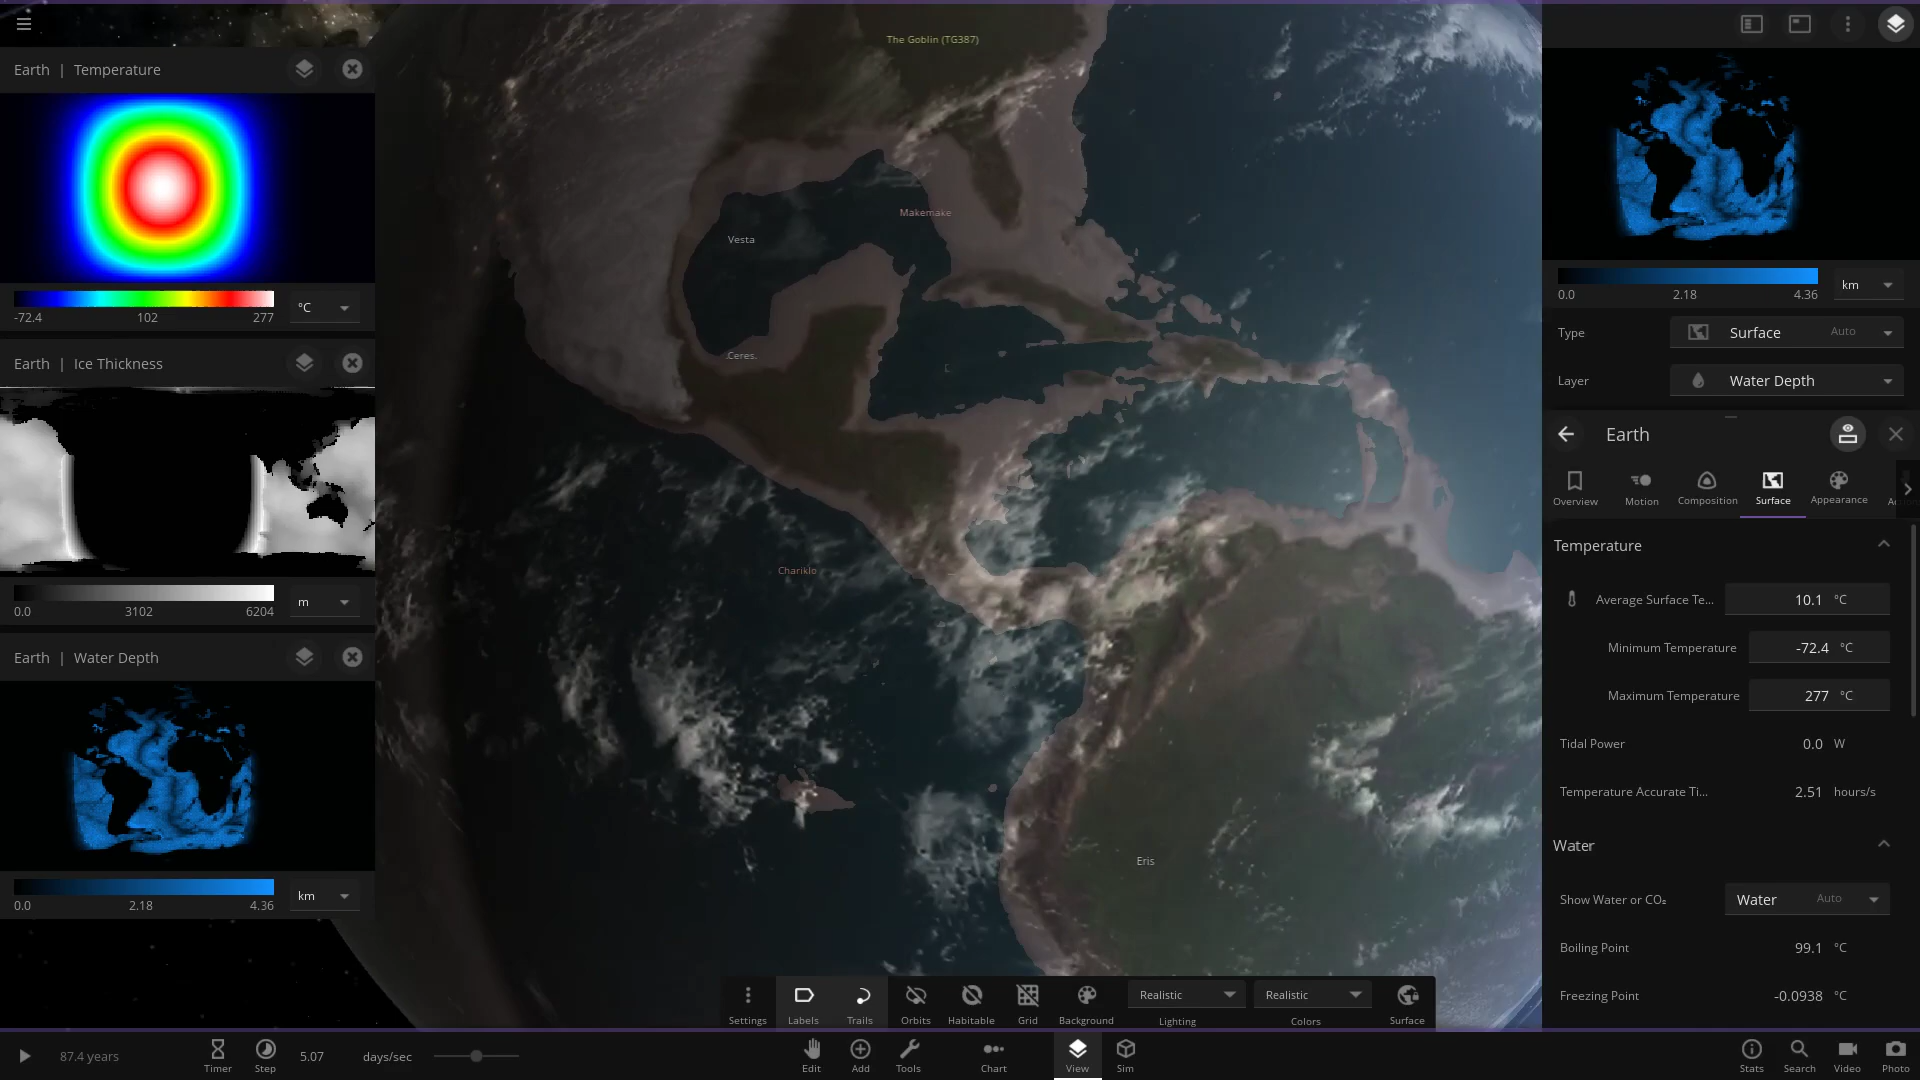 Earth | Temperature
-72.4 102 277 °C
Earth | Ice Thickness
0.0 3102 6204 m
Earth | Water Depth
0.0 2.18 4.36 km
The Goblin (TG387)
Makemake
Vesta
Ceres.
Chariklo
Eris
0.0 2.18 4.36 km
Type Surface Auto
Layer Water Depth
Earth
Overview Motion Composition Surface Appearance
Temperature
Average Surface Te... 10.1 °C
Minimum Temperature -72.4 °C
Maximum Temperature 277 °C
Tidal Power 0.0 W
Temperature Accurate Ti... 2.51 hours/s
Water
Show Water or CO₂ Water Auto
Boiling Point 99.1 °C
Freezing Point -0.0938 °C
Realistic Realistic
Settings Labels Trails Orbits Habitable Grid Background Lighting Colors Surface
87.4 years Timer Step 5.07 days/sec Edit Add Tools Chart View Sim Stats Search Video Photo